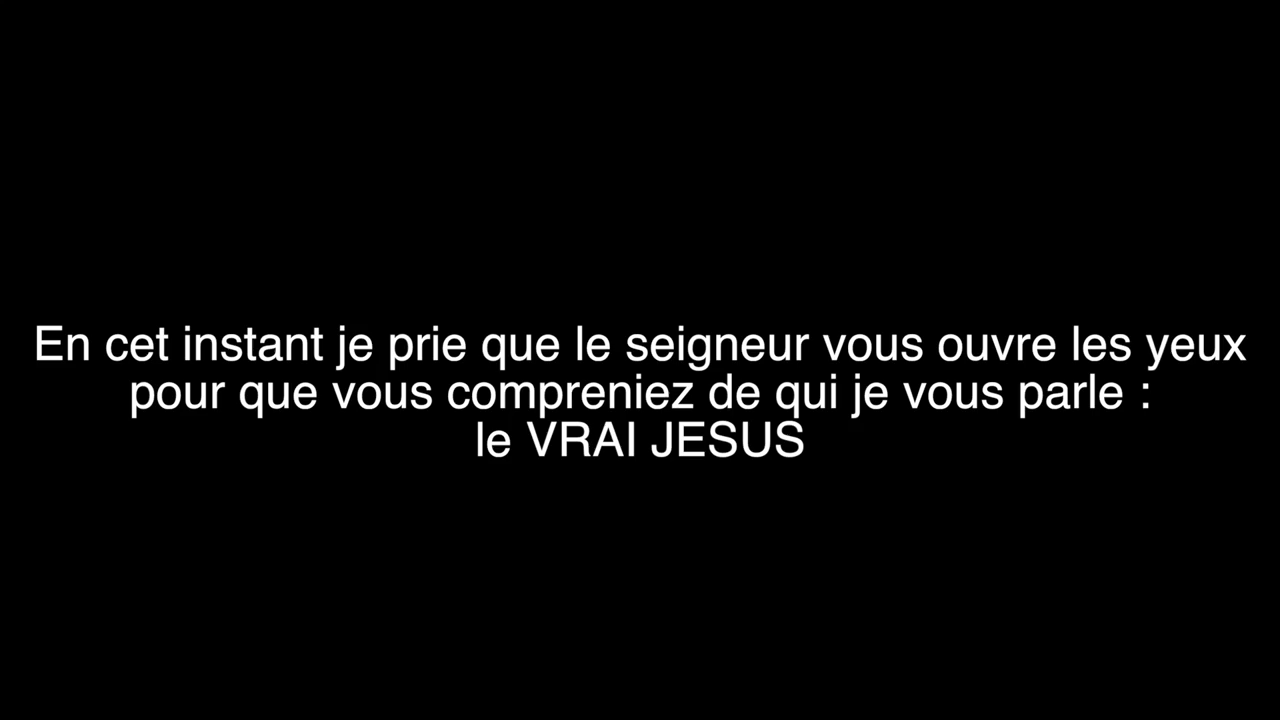 En cet instant je prie que le seigneur vous ouvre les yeux
pour que vous compreniez de qui je vous parle :
le VRAI JESUS